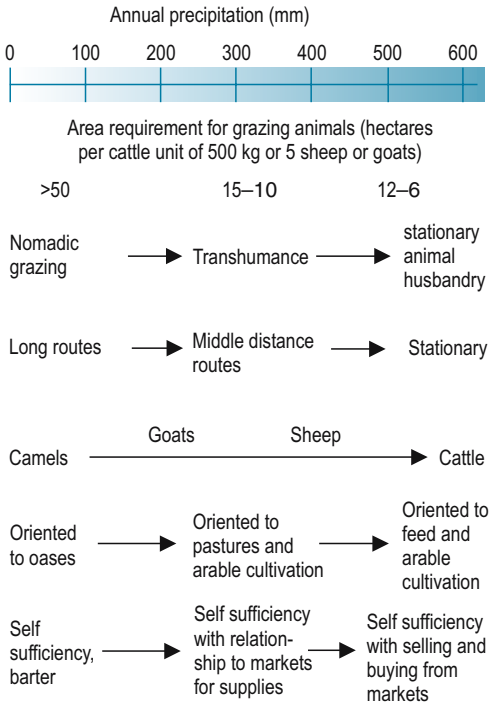 Annual precipitation (mm)
0 100 200 300 400 500 600
Area requirement for grazing animals (hectares
per cattle unit of 500 kg or 5 sheep or goats)
>50 15–10 12–6
Nomadic
grazing
Transhumance
stationary
animal
husbandry
Long routes
Middle distance
routes
Stationary
Camels
Goats
Sheep
Cattle
Oriented
to oases
Oriented to
pastures and
arable cultivation
Oriented to
feed and
arable
cultivation
Self
sufficiency,
barter
Self sufficiency
with relation-
ship to markets
for supplies
Self sufficiency
with selling and
buying from
markets